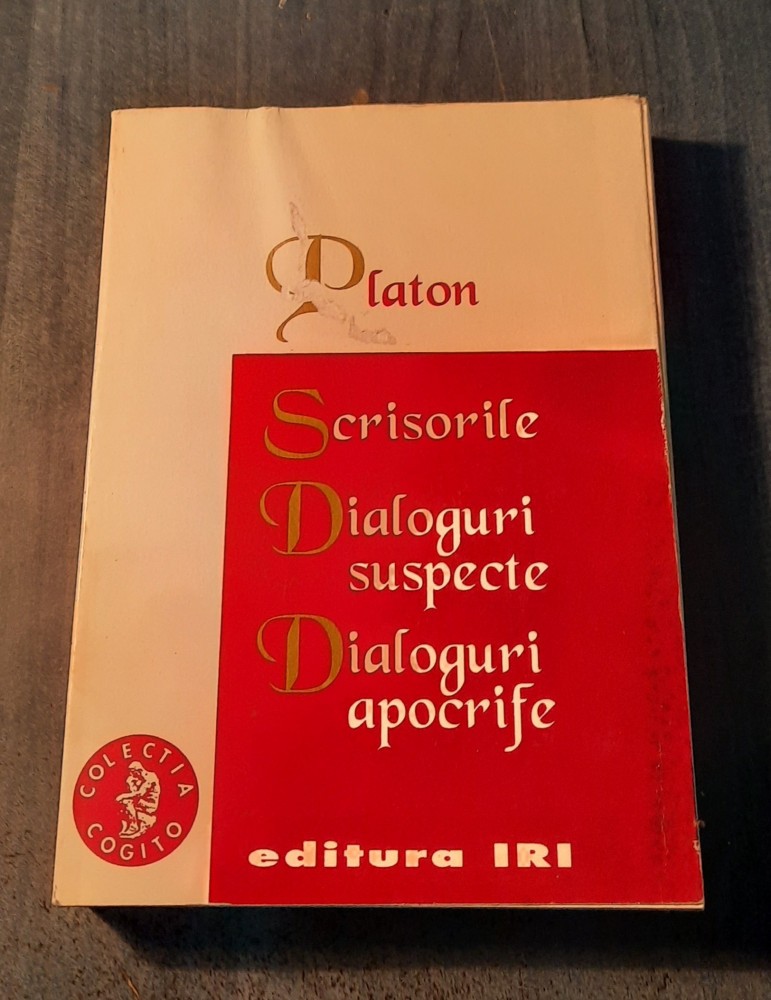 Platon
Scrisorile
Dialoguri
suspecte
Dialoguri
apocrife
COLECTIA
COGITO
editura IRI